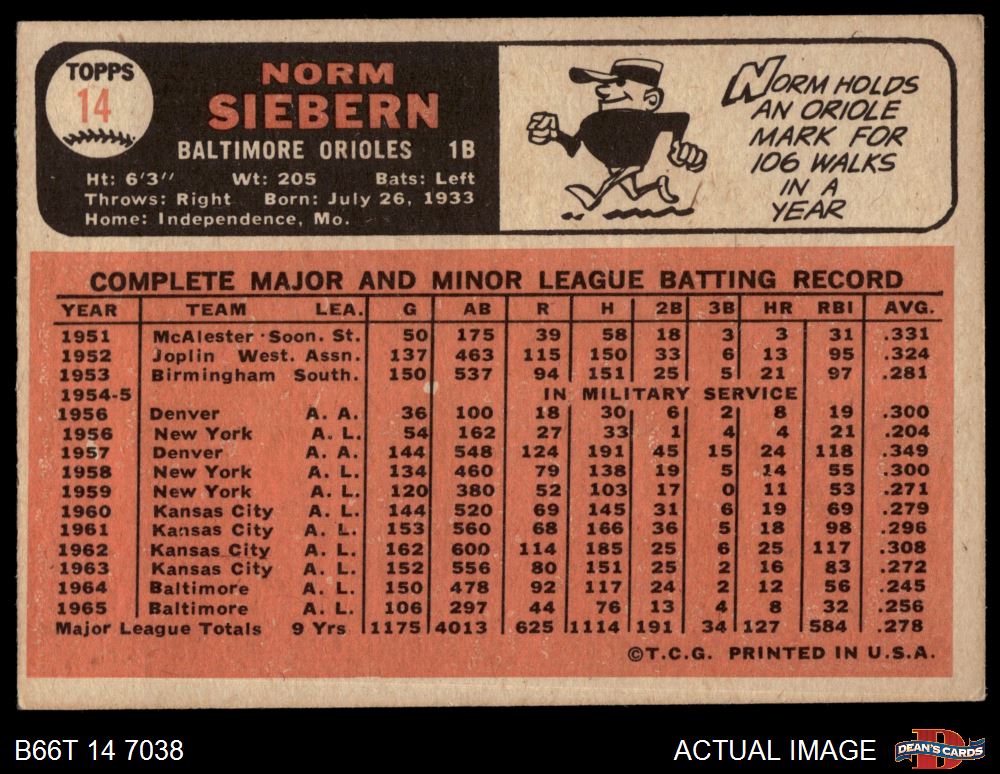 TOPPS
14
NORM
SIEBERN
BALTIMORE ORIOLES 1B
Ht: 6'3" Wt: 205 Bats: Left
Throws: Right Born: July 26, 1933
Home: Independence, Mo.
NORM HOLDS
AN ORIOLE
MARK FOR
106 WALKS
IN A
YEAR
COMPLETE MAJOR AND MINOR LEAGUE BATTING RECORD
YEAR TEAM LEA. G AB R H 2B 3B HR RBI AVG.
1951 McAlester Soon. St. 50 175 39 58 18 3 3 31 .331
1952 Joplin West. Assn. 137 463 115 150 33 6 13 95 .324
1953 Birmingham South. 150 537 94 151 25 5 21 97 .281
1954-5 IN MILITARY SERVICE
1956 Denver A. A. 36 100 18 30 6 2 8 19 .300
1956 New York A. L. 54 162 27 33 1 4 4 21 .204
1957 Denver A. A. 144 548 124 191 45 15 24 118 .349
1958 New York A. L. 134 460 79 138 19 5 14 55 .300
1959 New York A. L. 120 380 52 103 17 0 11 53 .271
1960 Kansas City A. L. 144 520 69 145 31 6 19 69 .279
1961 Kansas City A. L. 153 560 68 166 36 5 18 98 .296
1962 Kansas City A. L. 162 600 114 185 25 6 25 117 .308
1963 Kansas City A. L. 152 556 80 151 25 2 16 83 .272
1964 Baltimore A. L. 150 478 92 117 24 2 12 56 .245
1965 Baltimore A. L. 106 297 44 76 13 4 8 32 .256
Major League Totals 9 Yrs 1175 4013 625 1114 191 34 127 584 .278
©T.C.G. PRINTED IN U.S.A.
B66T 14 7038
ACTUAL IMAGE
D
DEAN'S CARDS